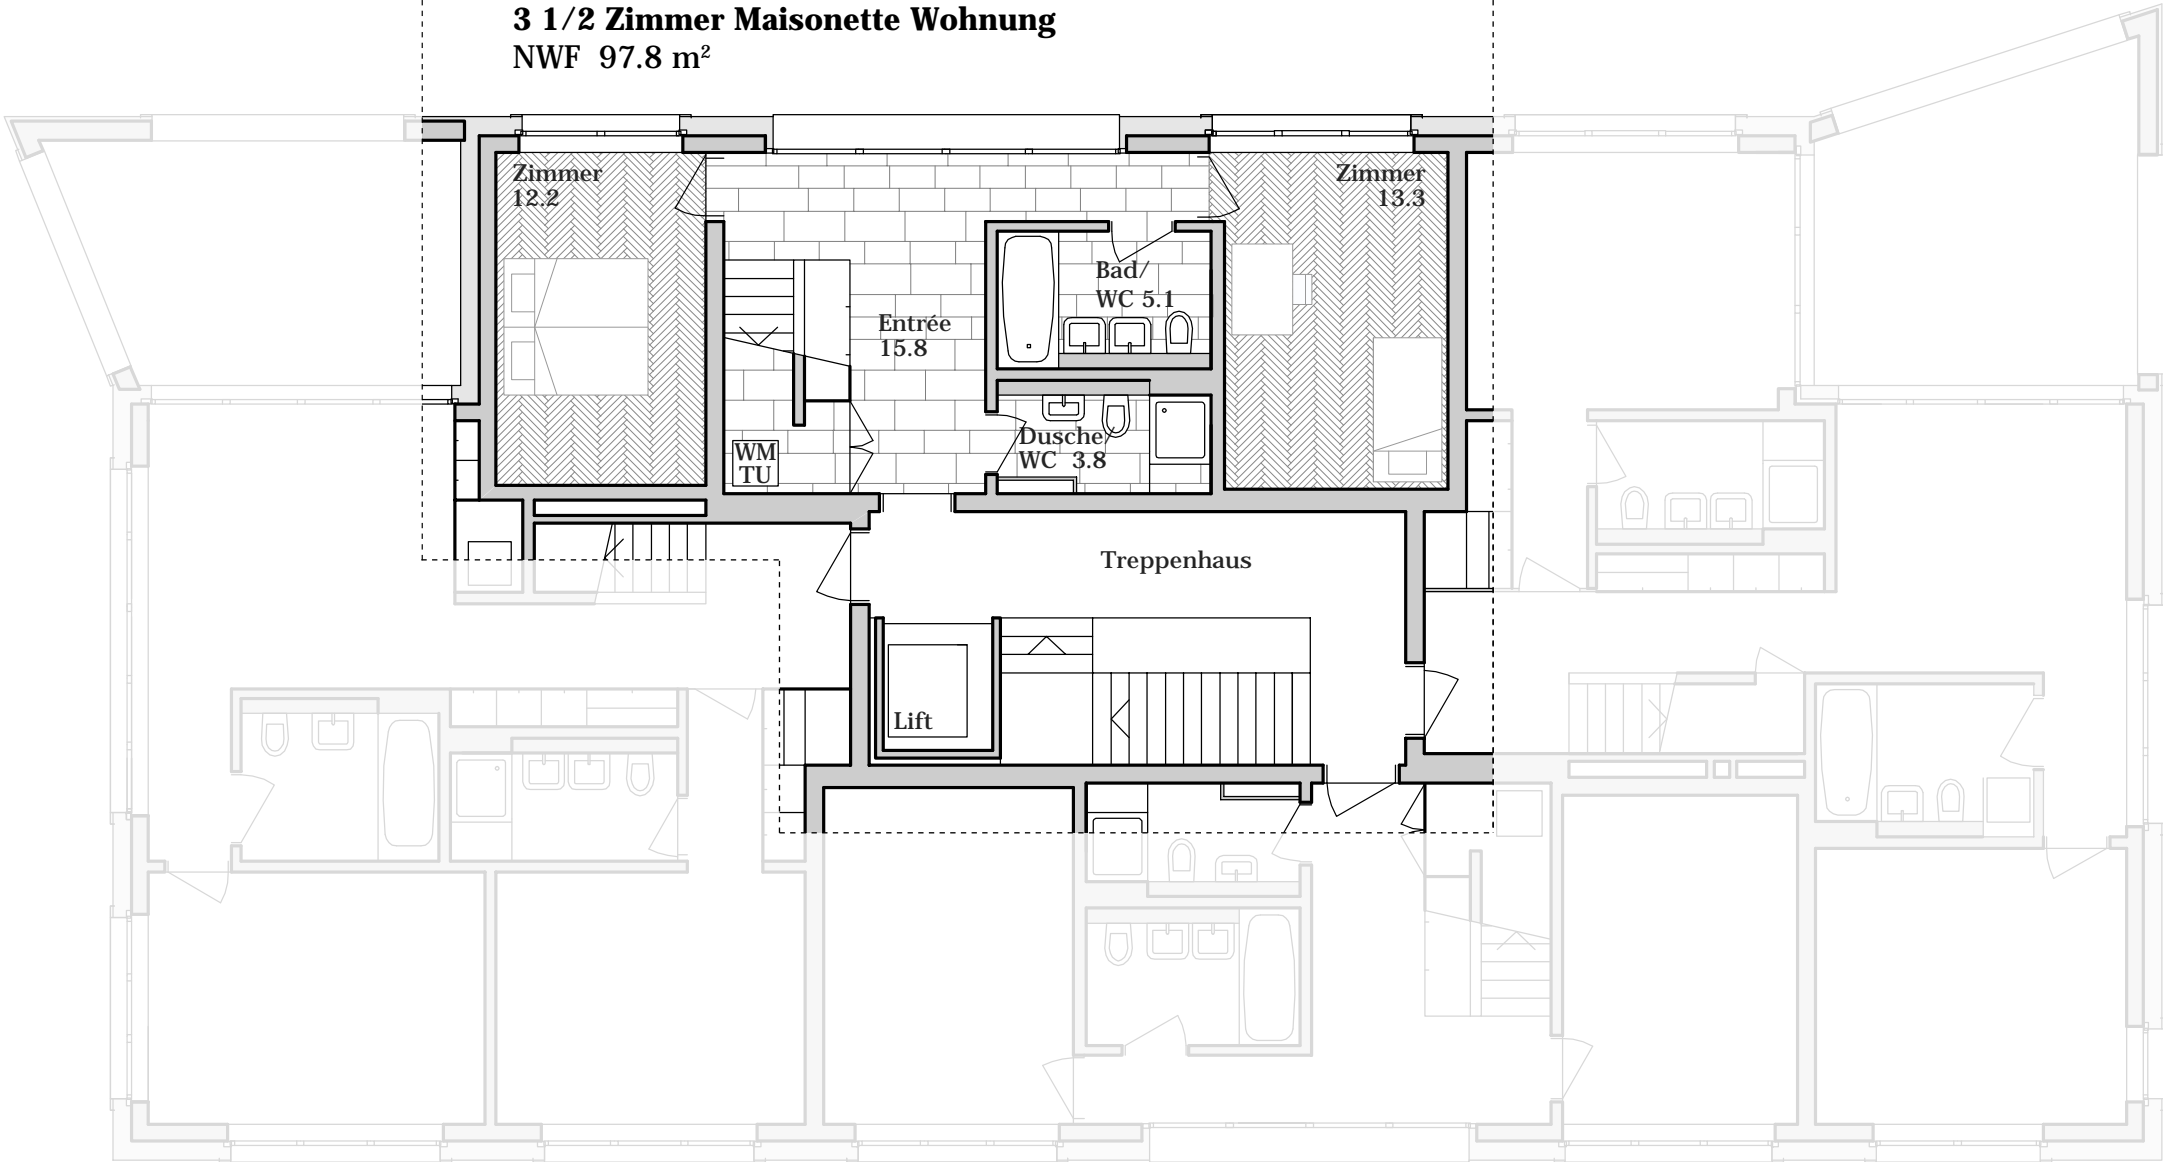 3 1/2 Zimmer Maisonette Wohnung
NWF 97.8 m²
Zimmer
12.2
Zimmer
13.3
Bad/
WC 5.1
Entrée
15.8
Dusche
WC 3.8
WM
TU
Treppenhaus
Lift